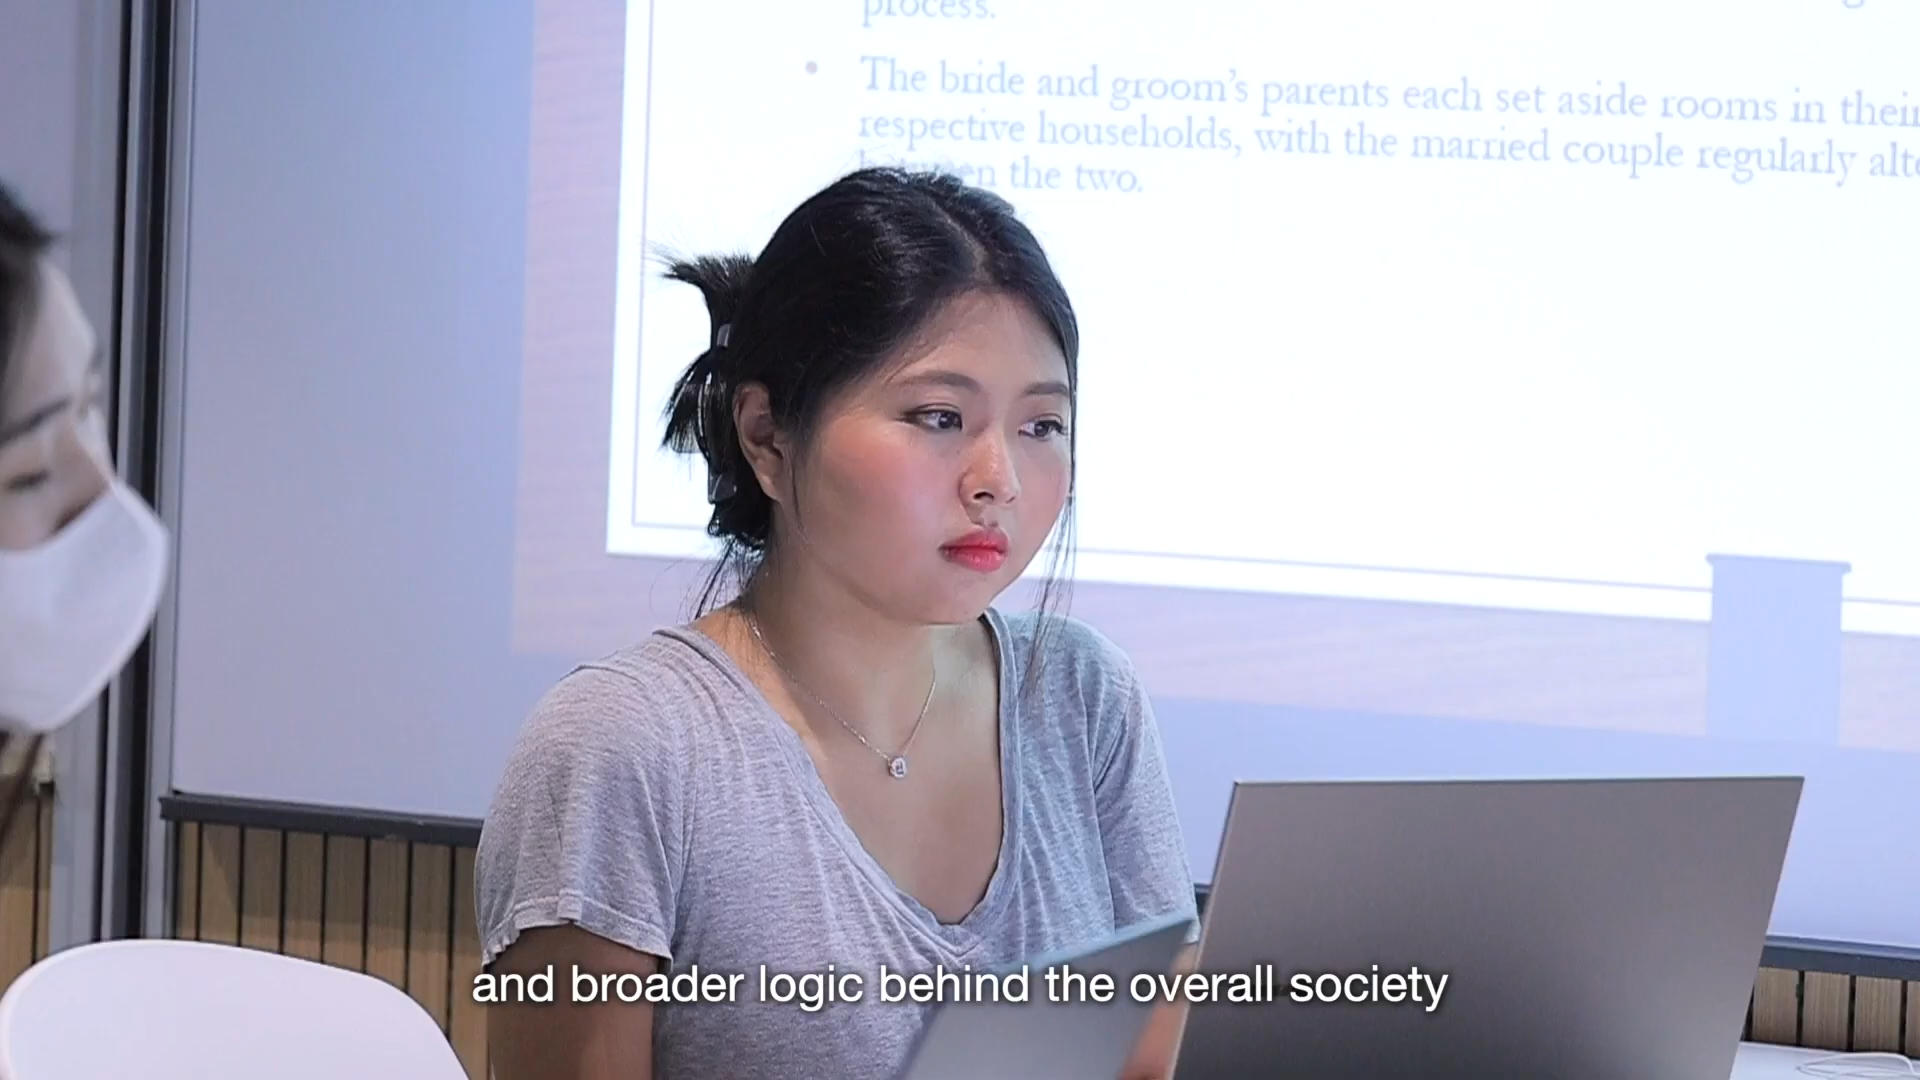 process.
• The bride and groom's parents each set aside rooms in their
respective households, with the married couple regularly
between the two.
and broader logic behind the overall society